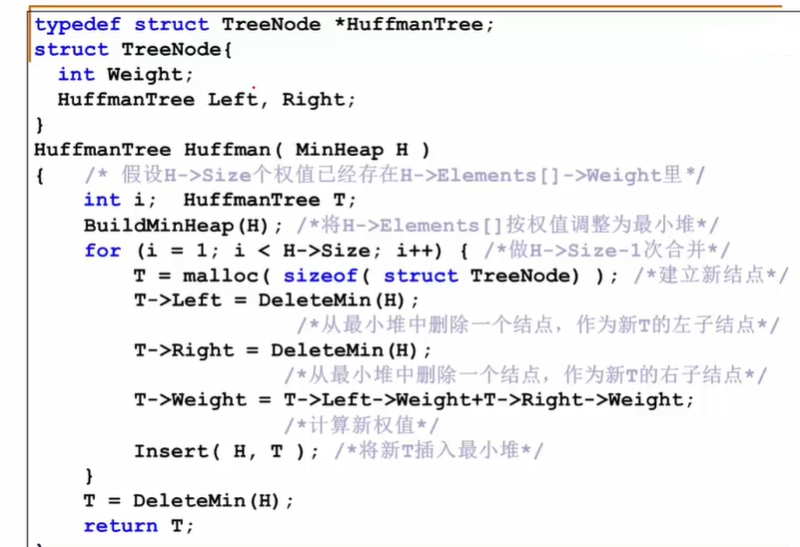 typedef struct TreeNode *HuffmanTree;
struct TreeNode{
int Weight;
HuffmanTree Left, Right;
}
HuffmanTree Huffman( MinHeap H )
{ /* 假设H->Size个权值已经存在H->Elements[]->Weight里*/
int i; HuffmanTree T;
BuildMinHeap(H); /*将H->Elements[]按权值调整为最小堆*/
for (i = 1; i < H->Size; i++) { /*做H->Size-1次合并*/
T = malloc( sizeof( struct TreeNode) ); /*建立新结点*/
T->Left = DeleteMin(H);
/*从最小堆中删除一个结点，作为新T的左子结点*/
T->Right = DeleteMin(H);
/*从最小堆中删除一个结点，作为新T的右子结点*/
T->Weight = T->Left->Weight+T->Right->Weight;
/*计算新权值*/
Insert( H, T ); /*将新T插入最小堆*/
}
T = DeleteMin(H);
return T;